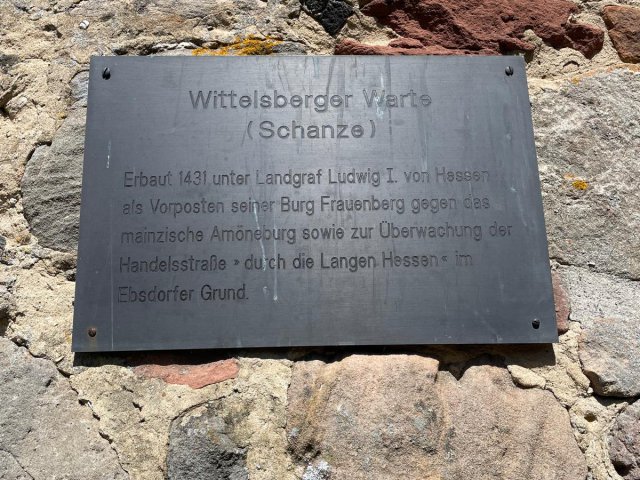 Wittelsberger Warte
(Schanze)
Erbaut 1431 unter Landgraf Ludwig I. von Hessen
als Vorposten seiner Burg Frauenberg gegen das
mainzische Amöneburg sowie zur Überwachung der
Handelsstraße » durch die Langen Hessen « im
Ebsdorfer Grund.